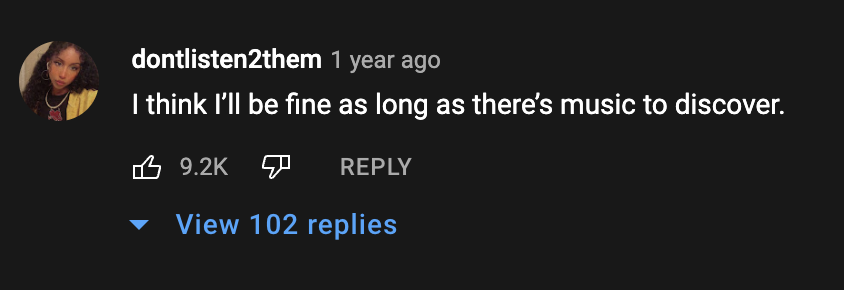 dontlisten2them 1 year ago
I think I’ll be fine as long as there’s music to discover.
9.2K REPLY
View 102 replies